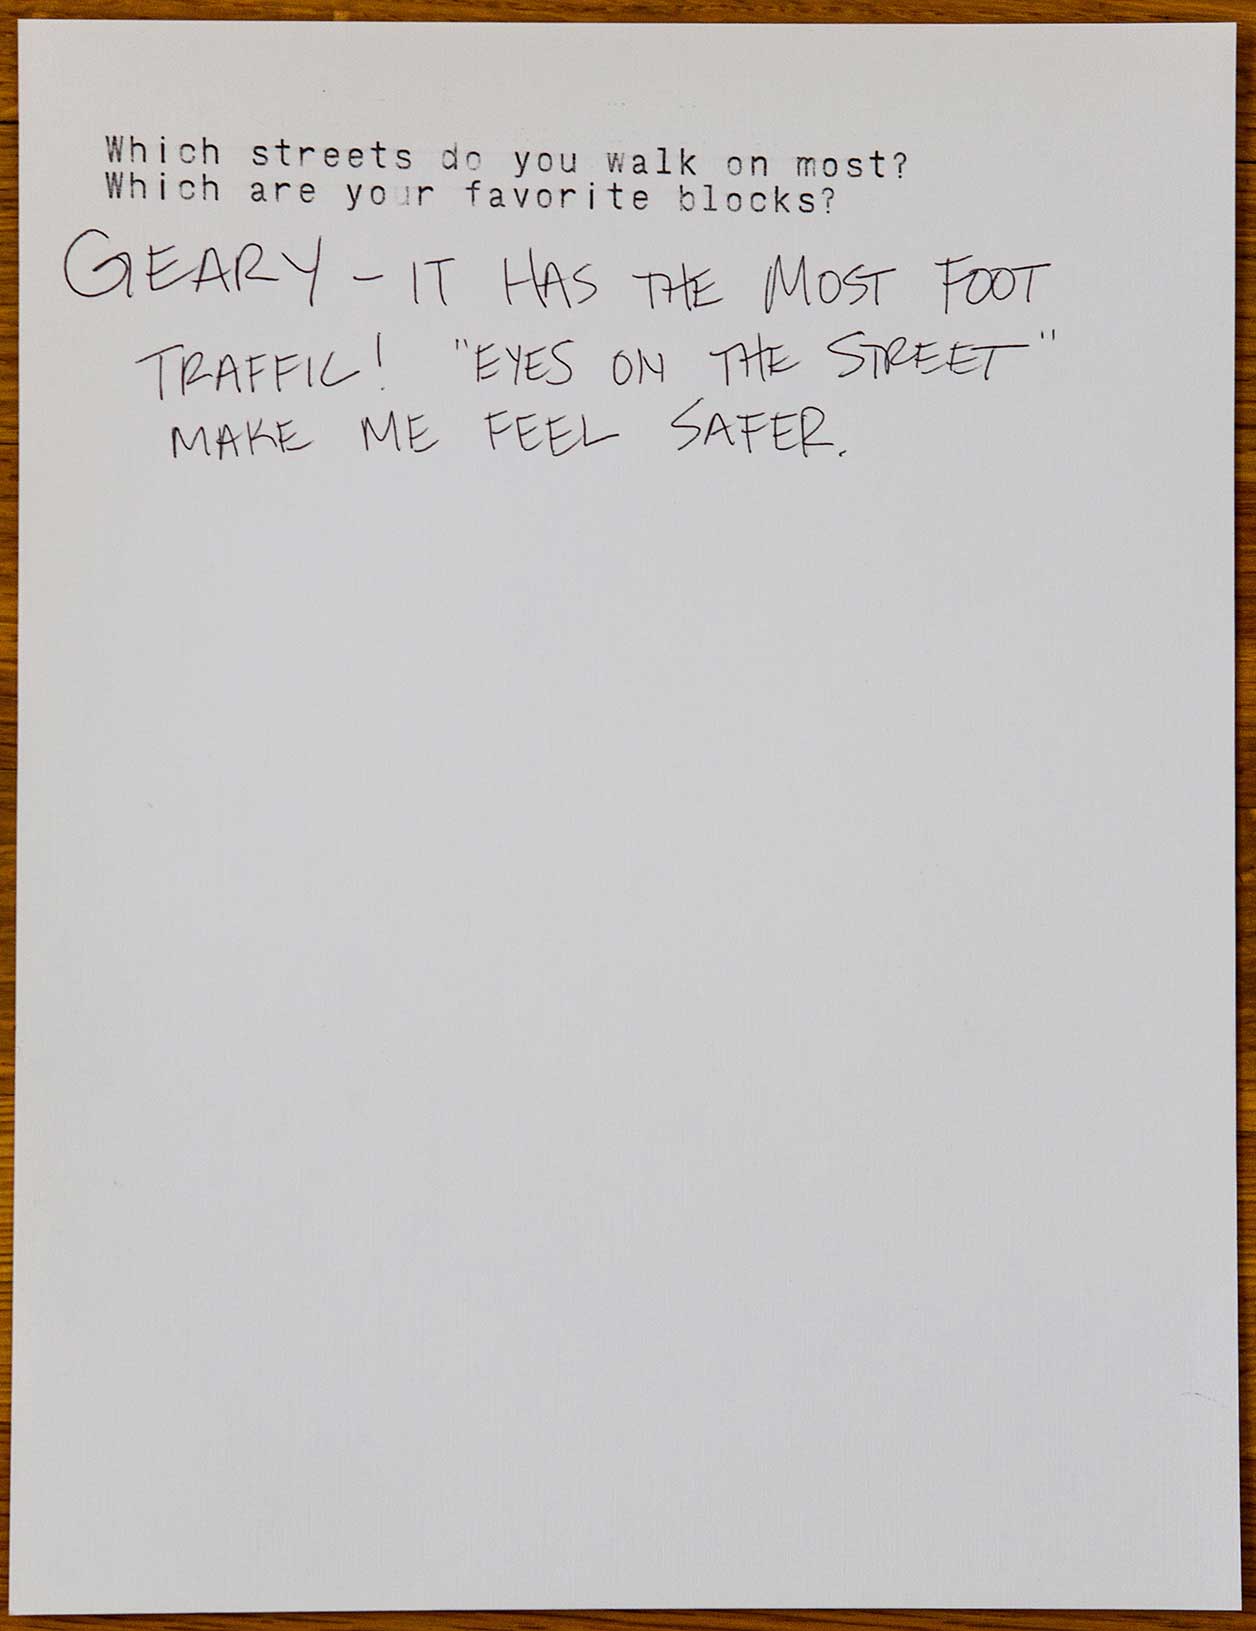 Which streets do you walk on most?
Which are your favorite blocks?
GEARY – IT HAS THE MOST FOOT
TRAFFIC! "EYES ON THE STREET"
MAKE ME FEEL SAFER.